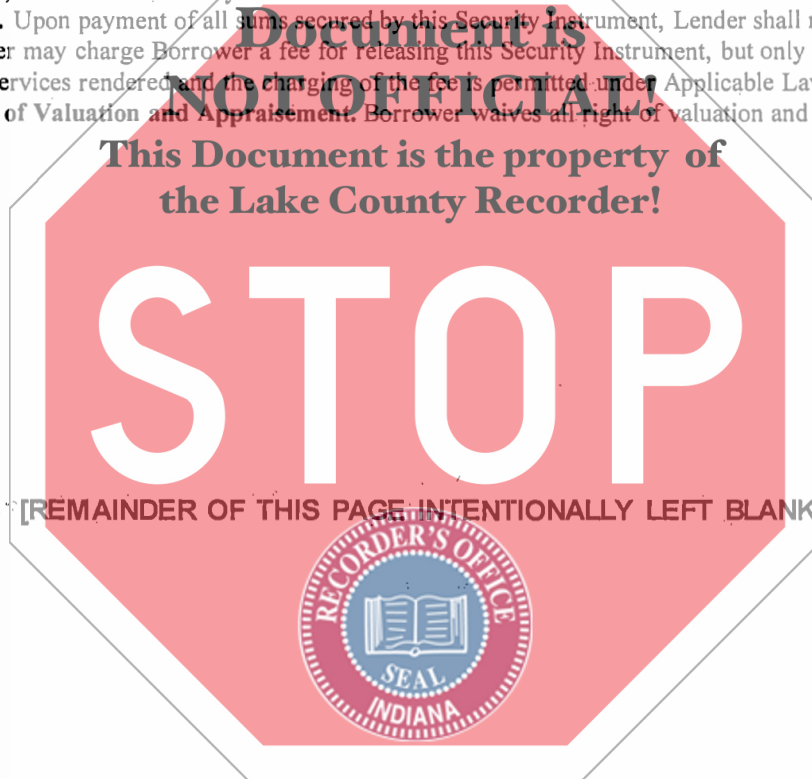 . Upon payment of all sums secured by this Security Instrument, Lender shall
Document is
er may charge Borrower a fee for releasing this Security Instrument, but only
ervices rendered and the charging of the fee is permitted under Applicable La
NOT OFFICIAL!
of Valuation and Appraisement. Borrower waives all right of valuation and
This Document is the property of
the Lake County Recorder!
STOP
[REMAINDER OF THIS PAGE INTENTIONALLY LEFT BLANK
RECORDER'S OFFICE
SEAL
INDIANA